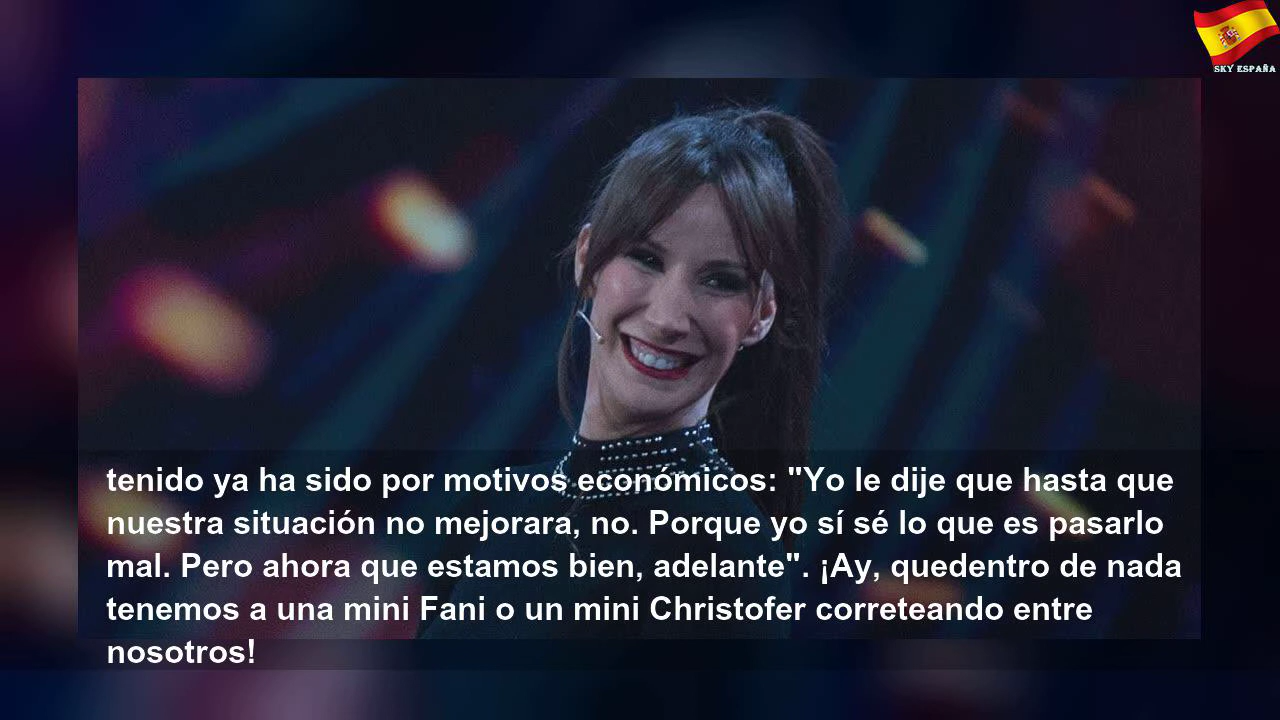 SKY ESPAÑA
tenido ya ha sido por motivos económicos: "Yo le dije que hasta que
nuestra situación no mejorara, no. Porque yo sí sé lo que es pasarlo
mal. Pero ahora que estamos bien, adelante". ¡Ay, quedentro de nada
tenemos a una mini Fani o un mini Christofer correteando entre
nosotros!